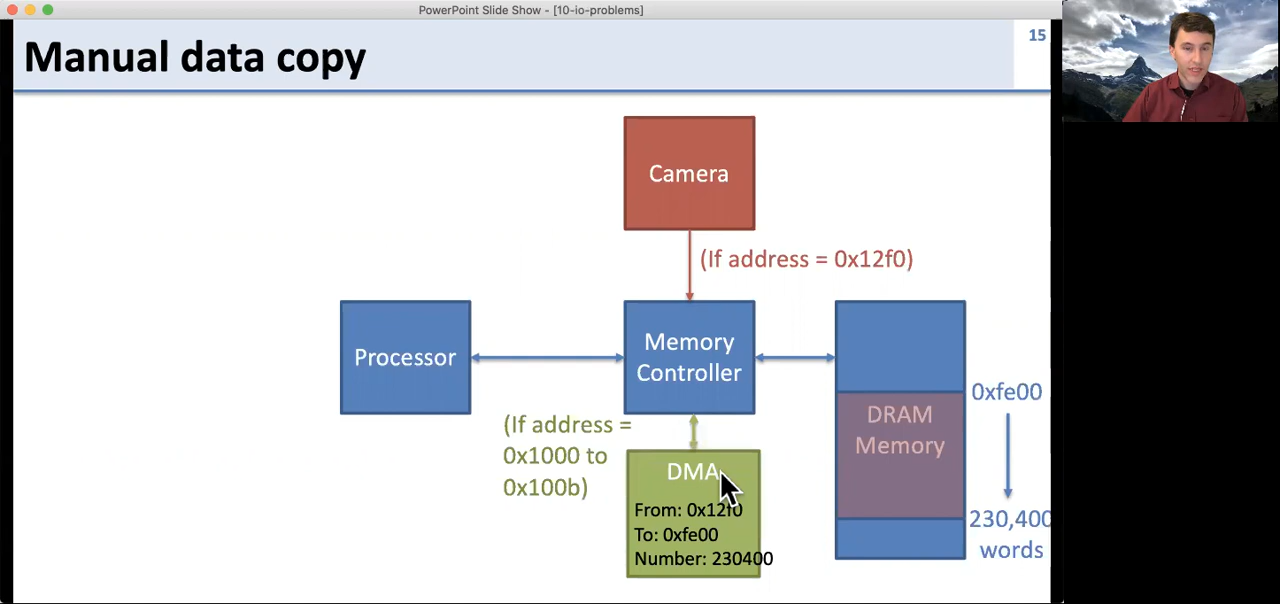 PowerPoint Slide Show - [10-io-problems]
Manual data copy
15
Camera
(If address = 0x12f0)
Processor
Memory
Controller
DRAM
Memory
0xfe00
230,400
words
(If address =
0x1000 to
0x100b)
DMA
From: 0x12f0
To: 0xfe00
Number: 230400